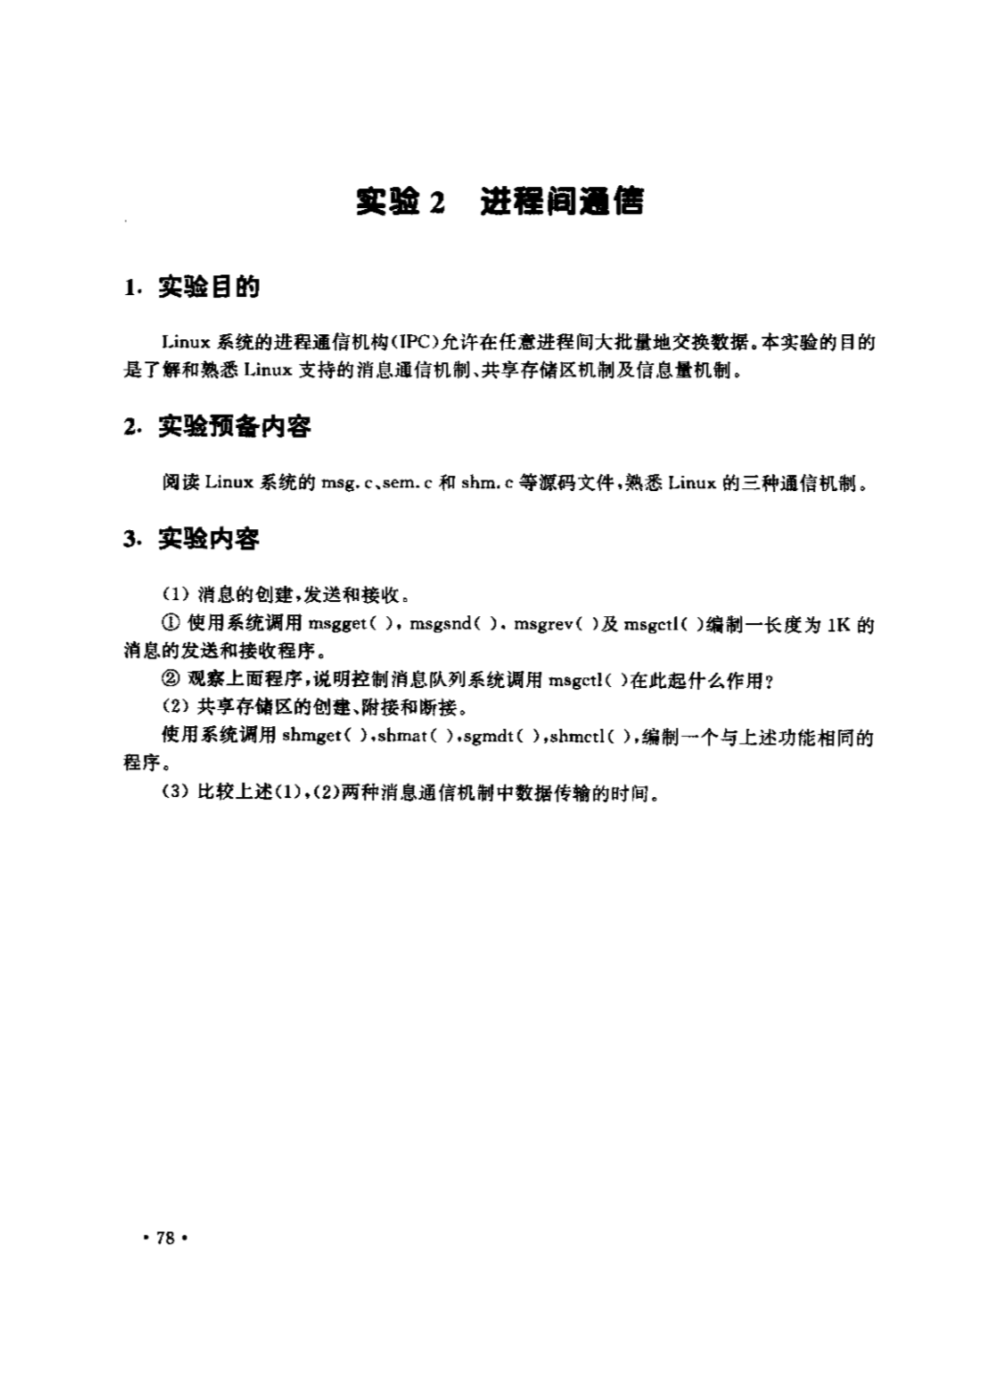 实验 2 进程间通信
1. 实验目的
Linux 系统的进程通信机构(IPC)允许在任意进程间大批量地交换数据。本实验的目的
是了解和熟悉 Linux 支持的消息通信机制、共享存储区机制及信息量机制。
2. 实验预备内容
阅读 Linux 系统的 msg.c、sem.c 和 shm.c 等源码文件,熟悉 Linux 的三种通信机制。
3. 实验内容
(1) 消息的创建,发送和接收。
① 使用系统调用 msgget( ), msgsnd( ), msgrev( )及 msgctl( )编制一长度为 1K 的
消息的发送和接收程序。
② 观察上面程序,说明控制消息队列系统调用 msgctl( )在此起什么作用?
(2) 共享存储区的创建、附接和断接。
使用系统调用 shmget( ),shmat( ),sgmdt( ),shmctl( ),编制一个与上述功能相同的
程序。
(3) 比较上述(1),(2)两种消息通信机制中数据传输的时间。
• 78 •